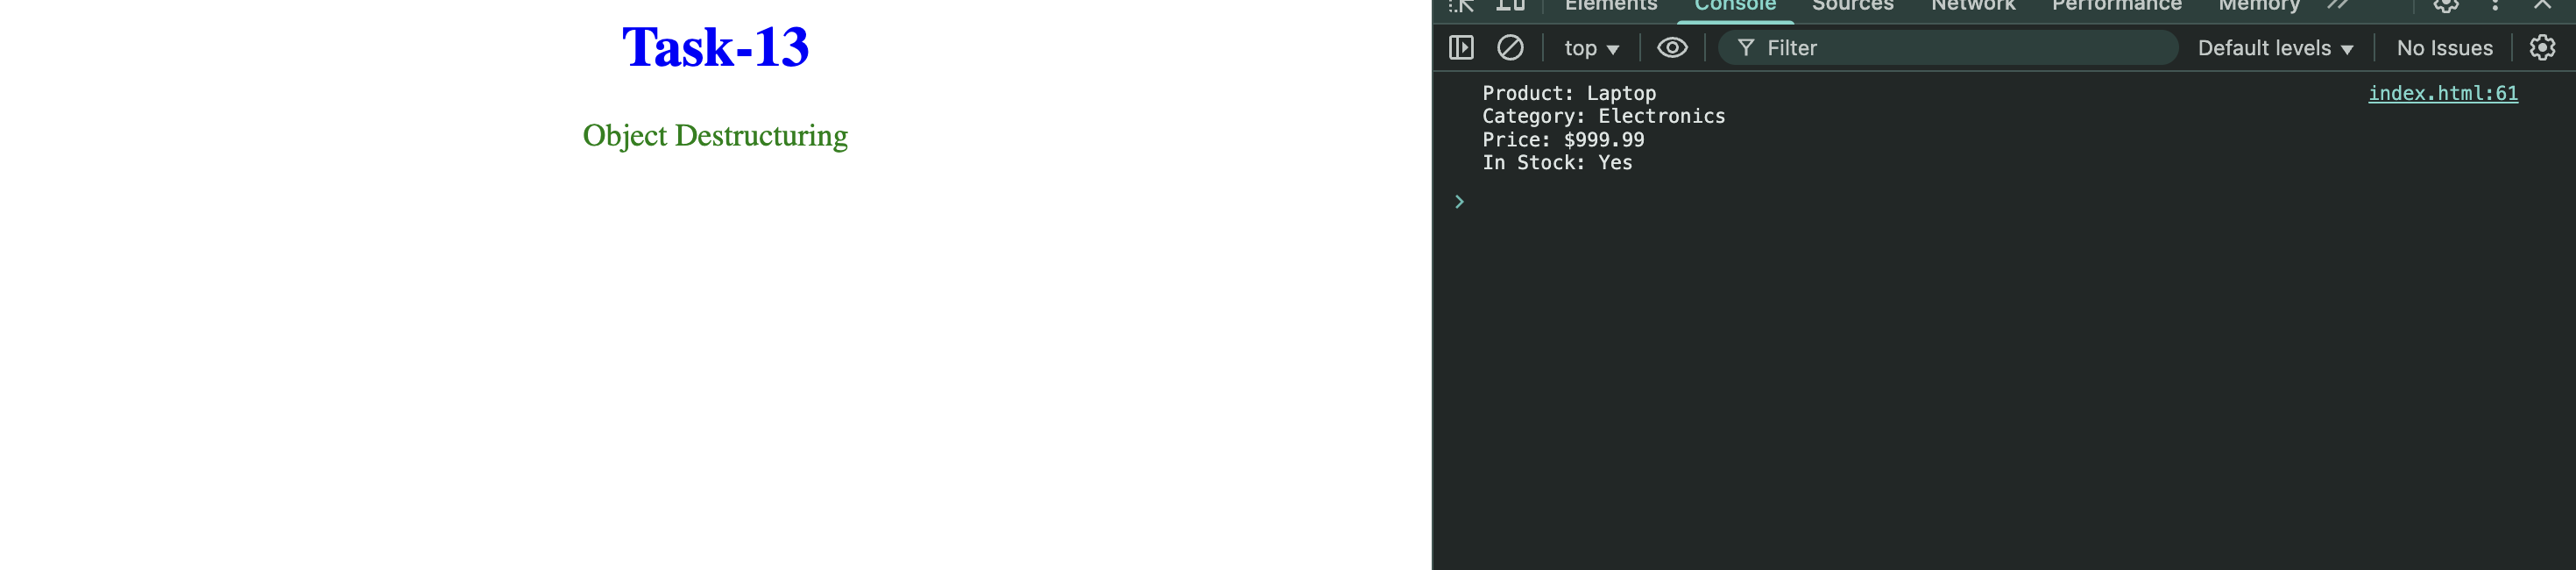 Task-13
Object Destructuring
Elements Console Sources Network Performance Memory
top Filter Default levels No Issues
Product: Laptop index.html:61
Category: Electronics
Price: $999.99
In Stock: Yes